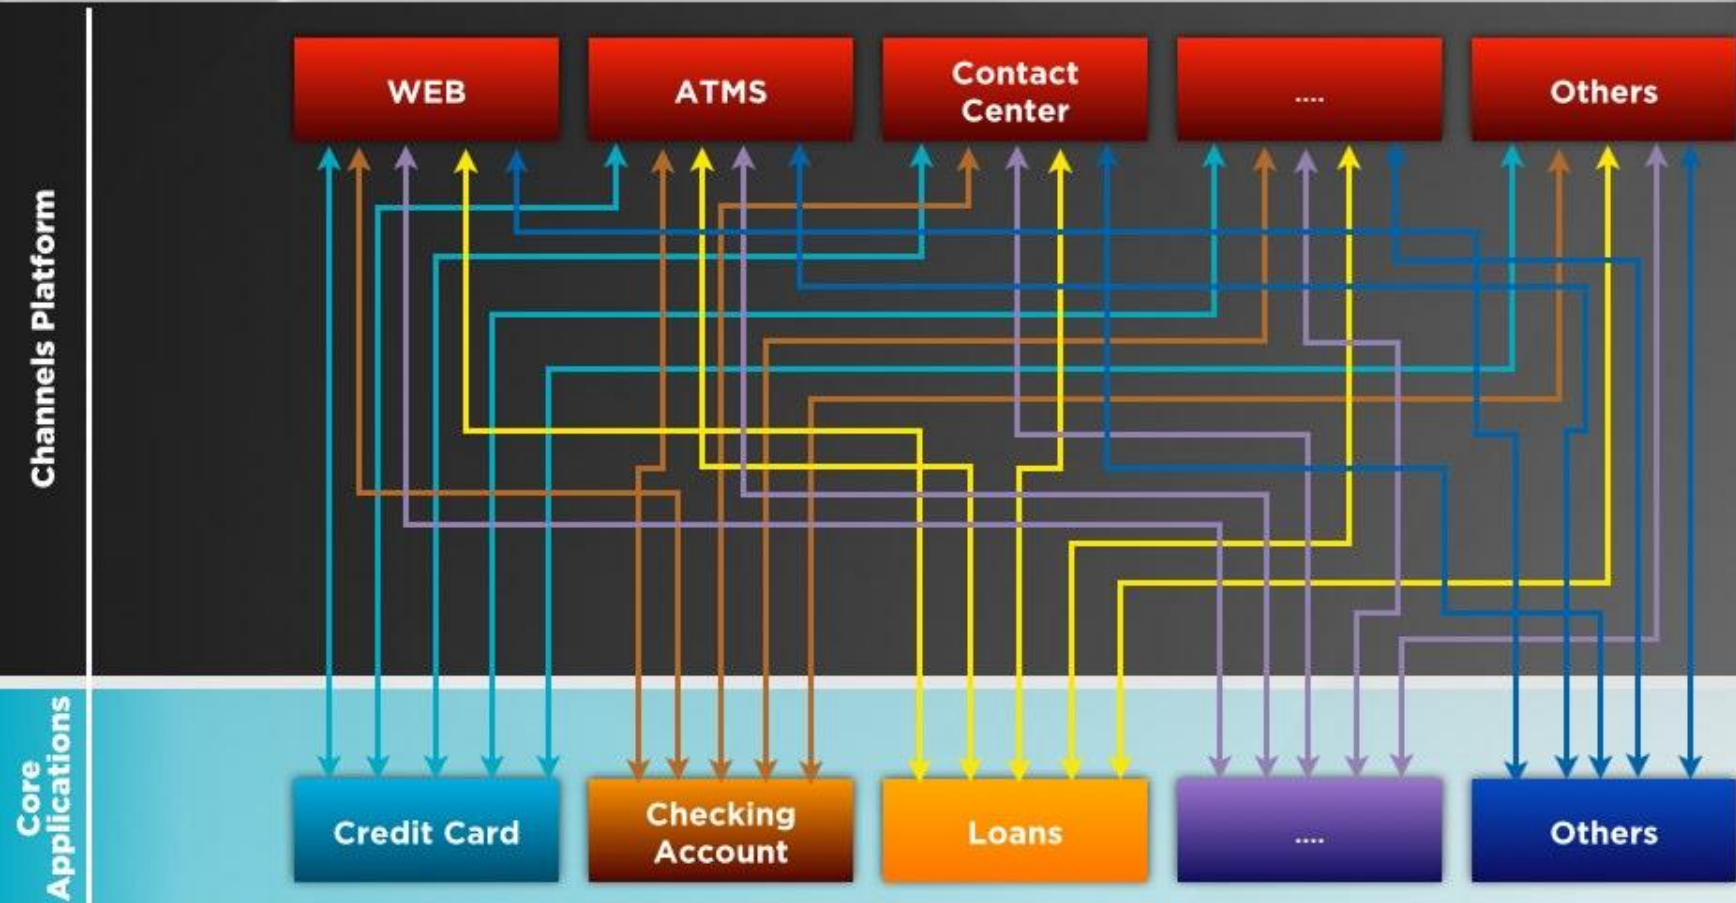 Channels Platform
WEB
ATMS
Contact
Center
....
Others
Core
Applications
Credit Card
Checking
Account
Loans
....
Others